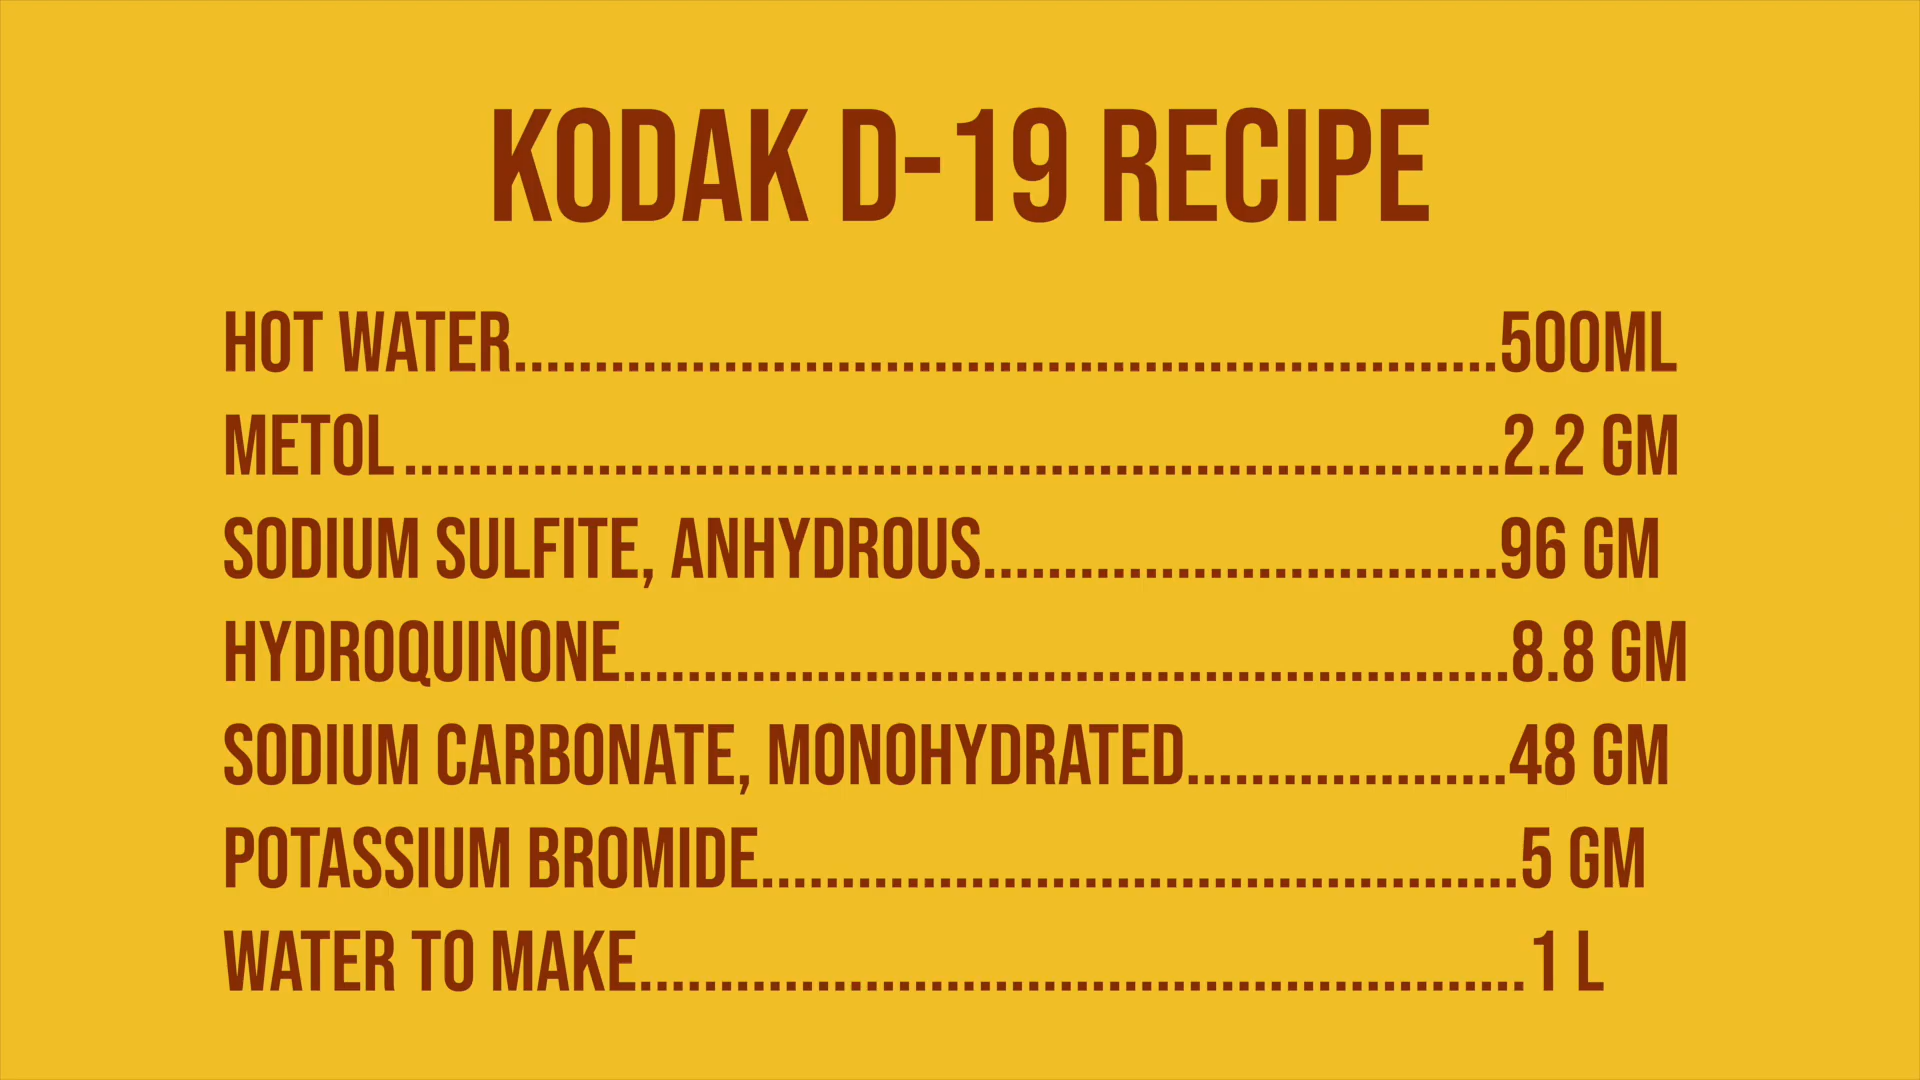 KODAK D-19 RECIPE
HOT WATER.............................................................500ML
METOL....................................................................2.2 GM
SODIUM SULFITE, ANHYDROUS................................96 GM
HYDROQUINONE.......................................................8.8 GM
SODIUM CARBONATE, MONOHYDRATED....................48 GM
POTASSIUM BROMIDE...............................................5 GM
WATER TO MAKE.......................................................1 L